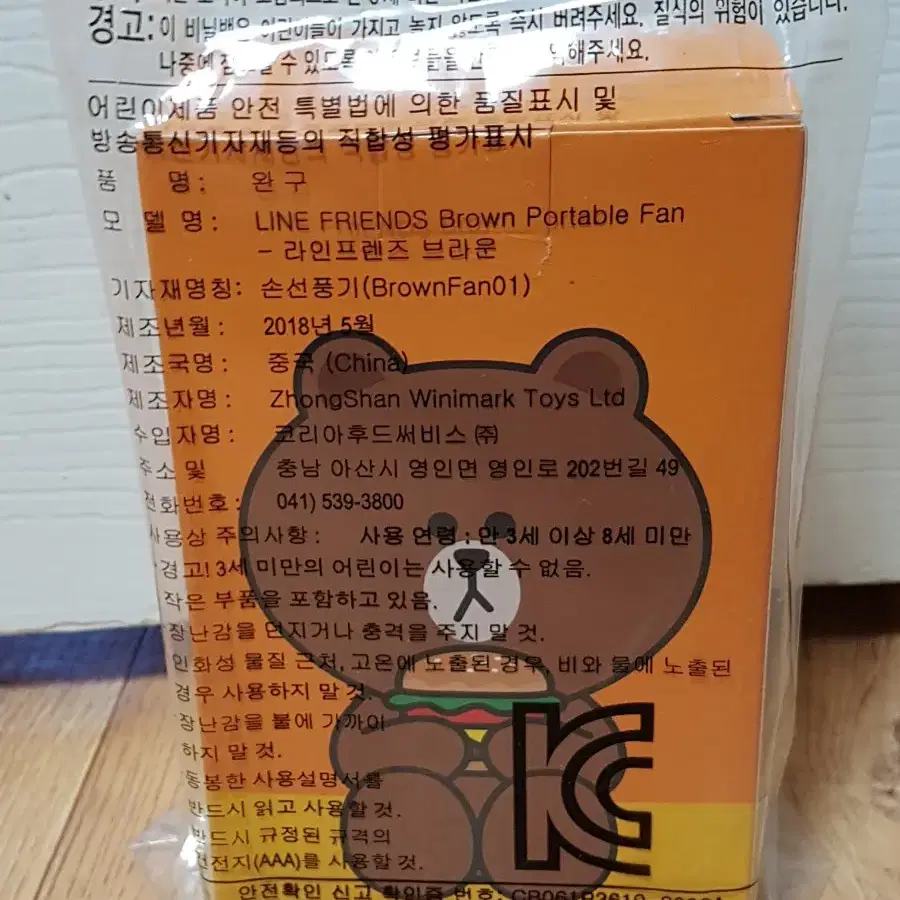 경고: 이 비닐백은 어린이들이 가지고 놀지 않도록 즉시 버려주세요. 질식의 위험이 있습니다.
나중에 수 있도록
어린이제품 안전 특별법에 의한 품질표시 및
방송통신기자재등의 적합성 평가표시
품 명 : 완 구
모 델 명 : LINE FRIENDS Brown Portable Fan
- 라인프렌즈 브라운
기자재명칭: 손선풍기(BrownFan01)
제조년월 : 2018년 5월
제조국명 : 중국 (China)
제조자명 : ZhongShan Winimark Toys Ltd
수입자명 : 코리아후드써비스 ㈜
주소 및 충남 아산시 영인면 영인로 202번길 49
전화번호 : 041) 539-3800
사용상 주의사항 : 사용 연령 : 만 3세 이상 8세 미만
경고! 3세 미만의 어린이는 사용할 수 없음.
작은 부품을 포함하고 있음.
장난감을 던지거나 충격을 주지 말 것.
인화성 물질 근처, 고온에 노출된 경우, 비와 물에 노출된
경우 사용하지 말 것.
장난감을 불에 가까이
하지 말 것.
동봉한 사용설명서를
반드시 읽고 사용할 것.
반드시 규정된 규격의
건전지(AAA)를 사용할 것.
안전확인 신고 확인증 번호: